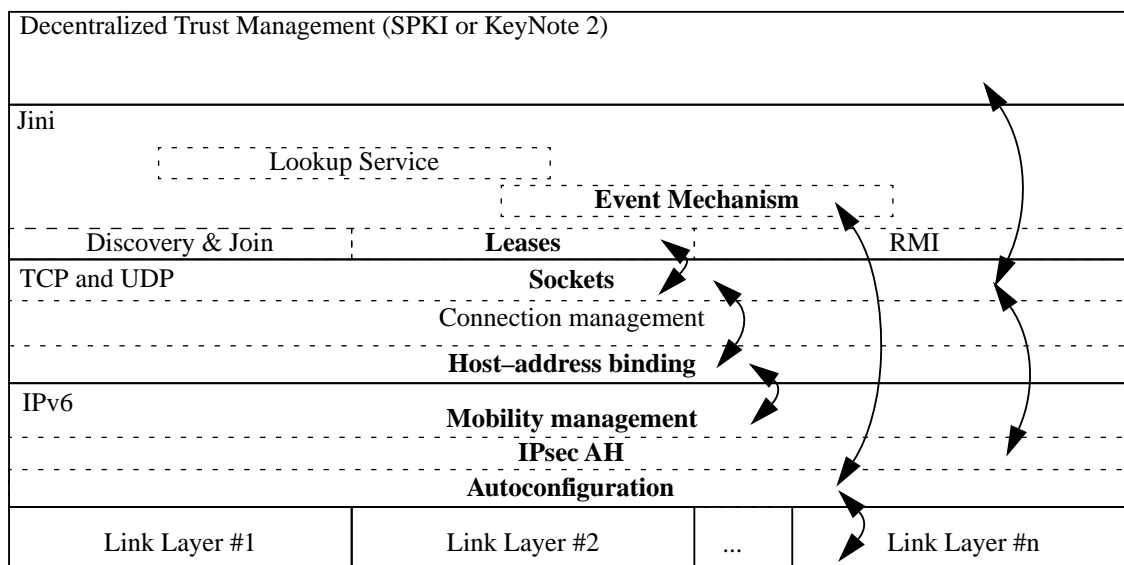 Decentralized Trust Management (SPKI or KeyNote 2)
Jini
Lookup Service
Event Mechanism
Discovery & Join Leases RMI
TCP and UDP Sockets
Connection management
Host–address binding
IPv6
Mobility management
IPsec AH
Autoconfiguration
Link Layer #1 Link Layer #2 ... Link Layer #n